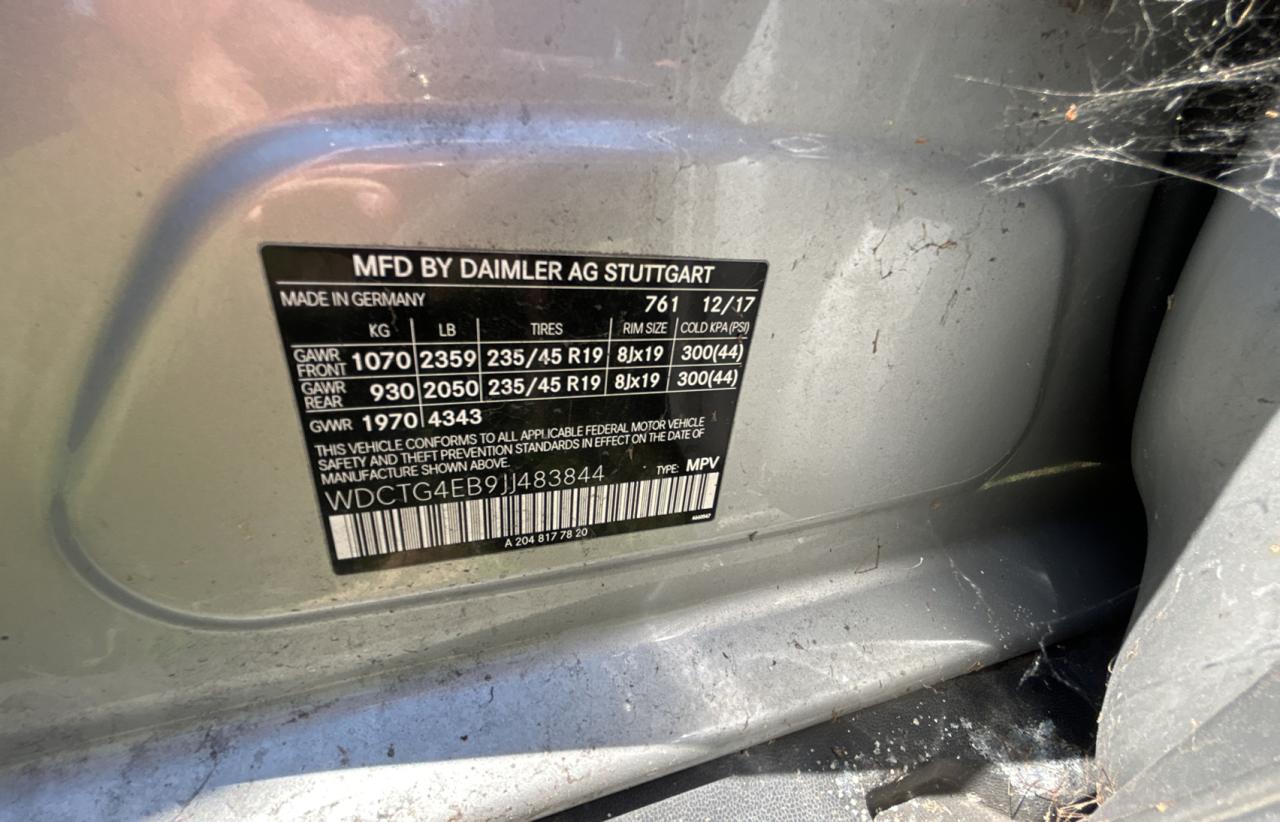 MFD BY DAIMLER AG STUTTGART
MADE IN GERMANY 761 12/17
KG LB TIRES RIM SIZE COLD KPA (PSI)
GAWR FRONT 1070 2359 235/45 R19 8Jx19 300(44)
GAWR REAR 930 2050 235/45 R19 8Jx19 300(44)
GVWR 1970 4343
THIS VEHICLE CONFORMS TO ALL APPLICABLE FEDERAL MOTOR VEHICLE
SAFETY AND THEFT PREVENTION STANDARDS IN EFFECT ON THE DATE OF
MANUFACTURE SHOWN ABOVE.
WDCTG4EB9JJ483844 TYPE: MPV
A 204 817 78 20